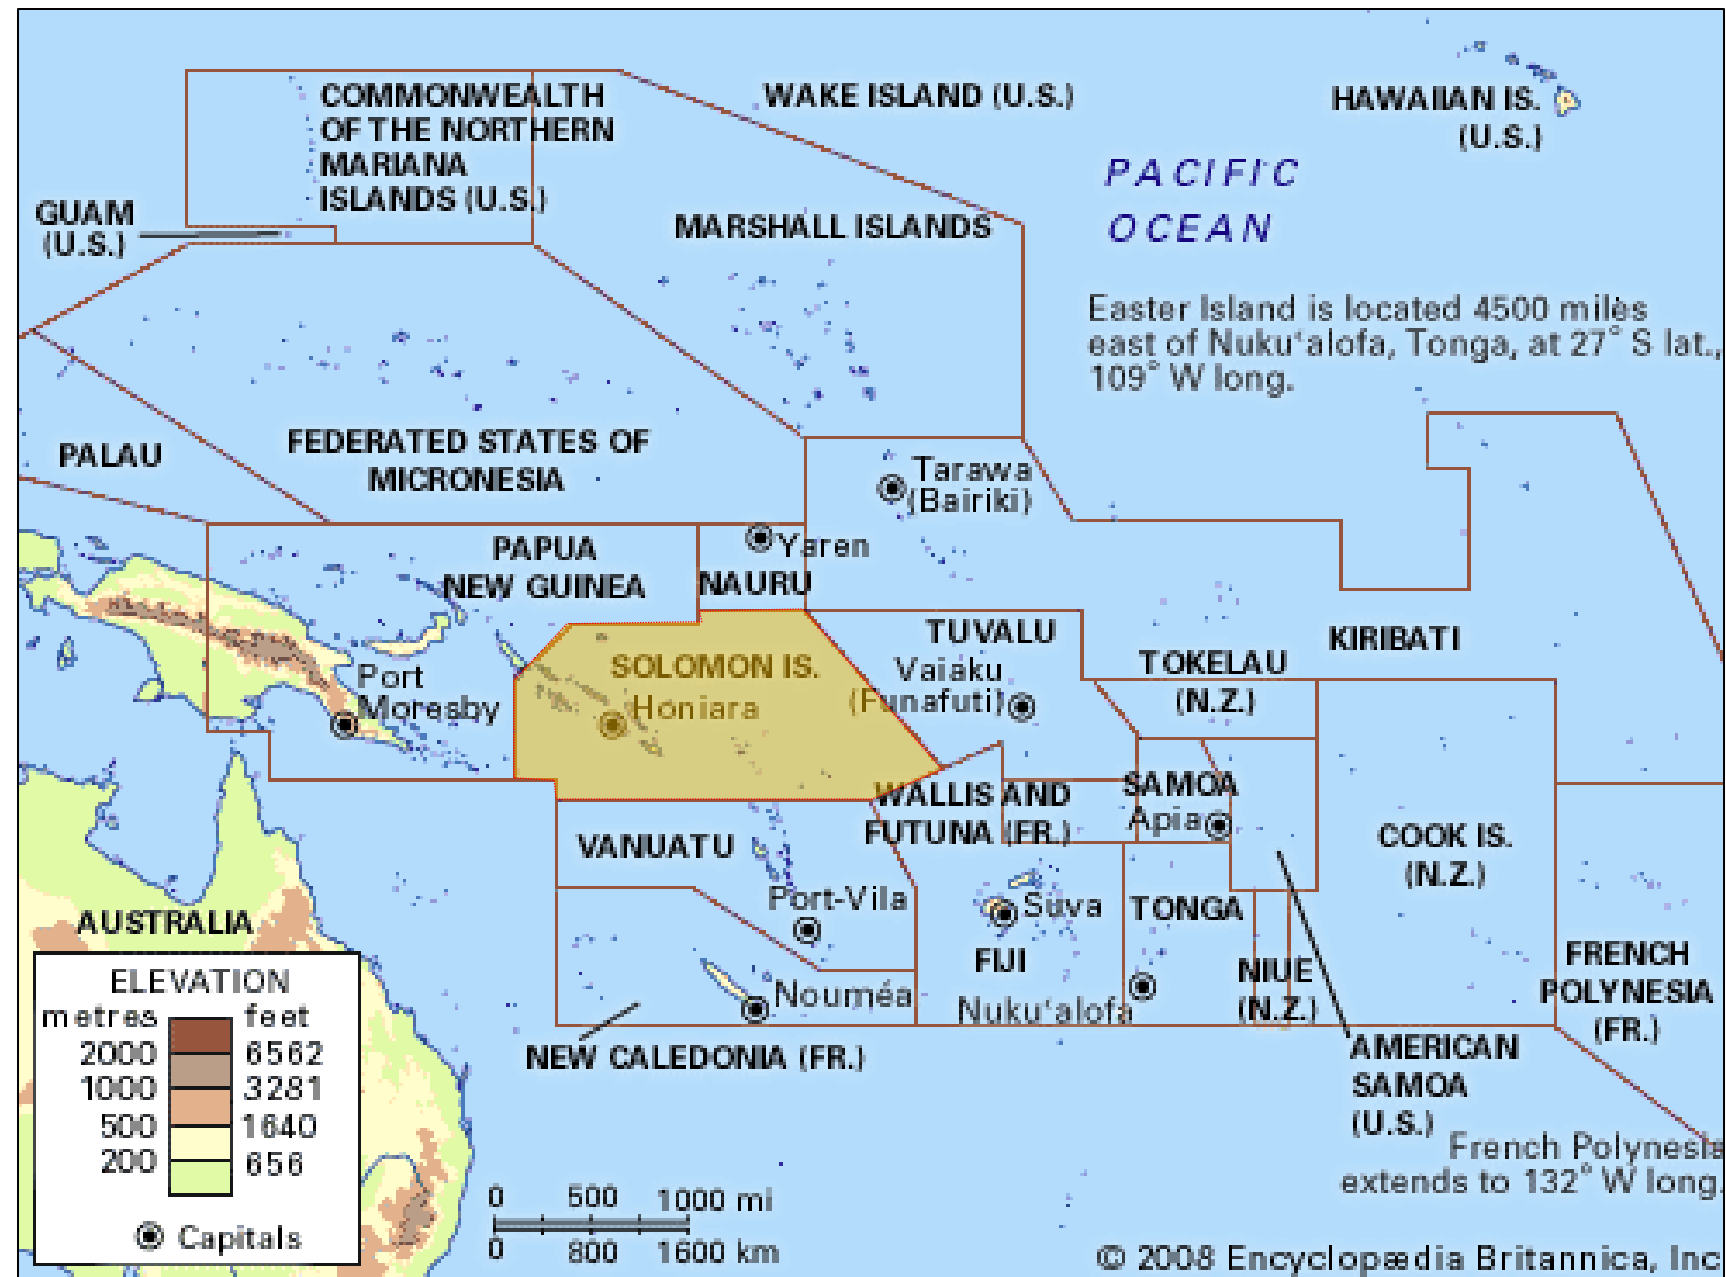 COMMONWEALTH
OF THE NORTHERN
MARIANA
ISLANDS (U.S.)
WAKE ISLAND (U.S.)
HAWAIIAN IS.
(U.S.)
PACIFIC
OCEAN
GUAM
(U.S.)
MARSHALL ISLANDS
Easter Island is located 4500 miles
east of Nukuʻalofa, Tonga, at 27° S lat.,
109° W long.
PALAU
FEDERATED STATES OF
MICRONESIA
Tarawa
(Bairiki)
PAPUA
NEW GUINEA
Yaren
NAURU
TUVALU
Vaiaku
(Funafuti)
TOKELAU
(N.Z.)
KIRIBATI
SOLOMON IS.
Honiara
Port
Moresby
WALLIS AND
FUTUNA (FR.)
SAMOA
Apia
COOK IS.
(N.Z.)
VANUATU
Port-Vila
Suva
FIJI
TONGA
Nukuʻalofa
NIUE
(N.Z.)
FRENCH
POLYNESIA
(FR.)
AUSTRALIA
Nouméa
NEW CALEDONIA (FR.)
AMERICAN
SAMOA
(U.S.)
French Polynesia
extends to 132° W long.
ELEVATION
metres feet
2000 6562
1000 3281
500 1640
200 656
Capitals
0 500 1000 mi
0 800 1600 km
© 2008 Encyclopædia Britannica, Inc